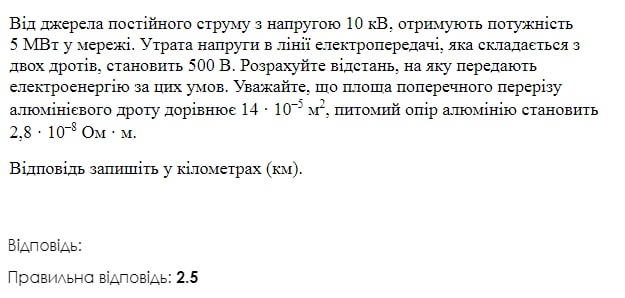 Від джерела постійного струму з напругою 10 кВ, отримують потужність
5 МВт у мережі. Утрата напруги в лінії електропередачі, яка складається з
двох дротів, становить 500 В. Розрахуйте відстань, на яку передають
електроенергію за цих умов. Уважайте, що площа поперечного перерізу
алюмінієвого дроту дорівнює 14 · 10⁻⁵ м², питомий опір алюмінію становить
2,8 · 10⁻⁸ Ом · м.
Відповідь запишіть у кілометрах (км).
Відповідь:
Правильна відповідь: 2.5